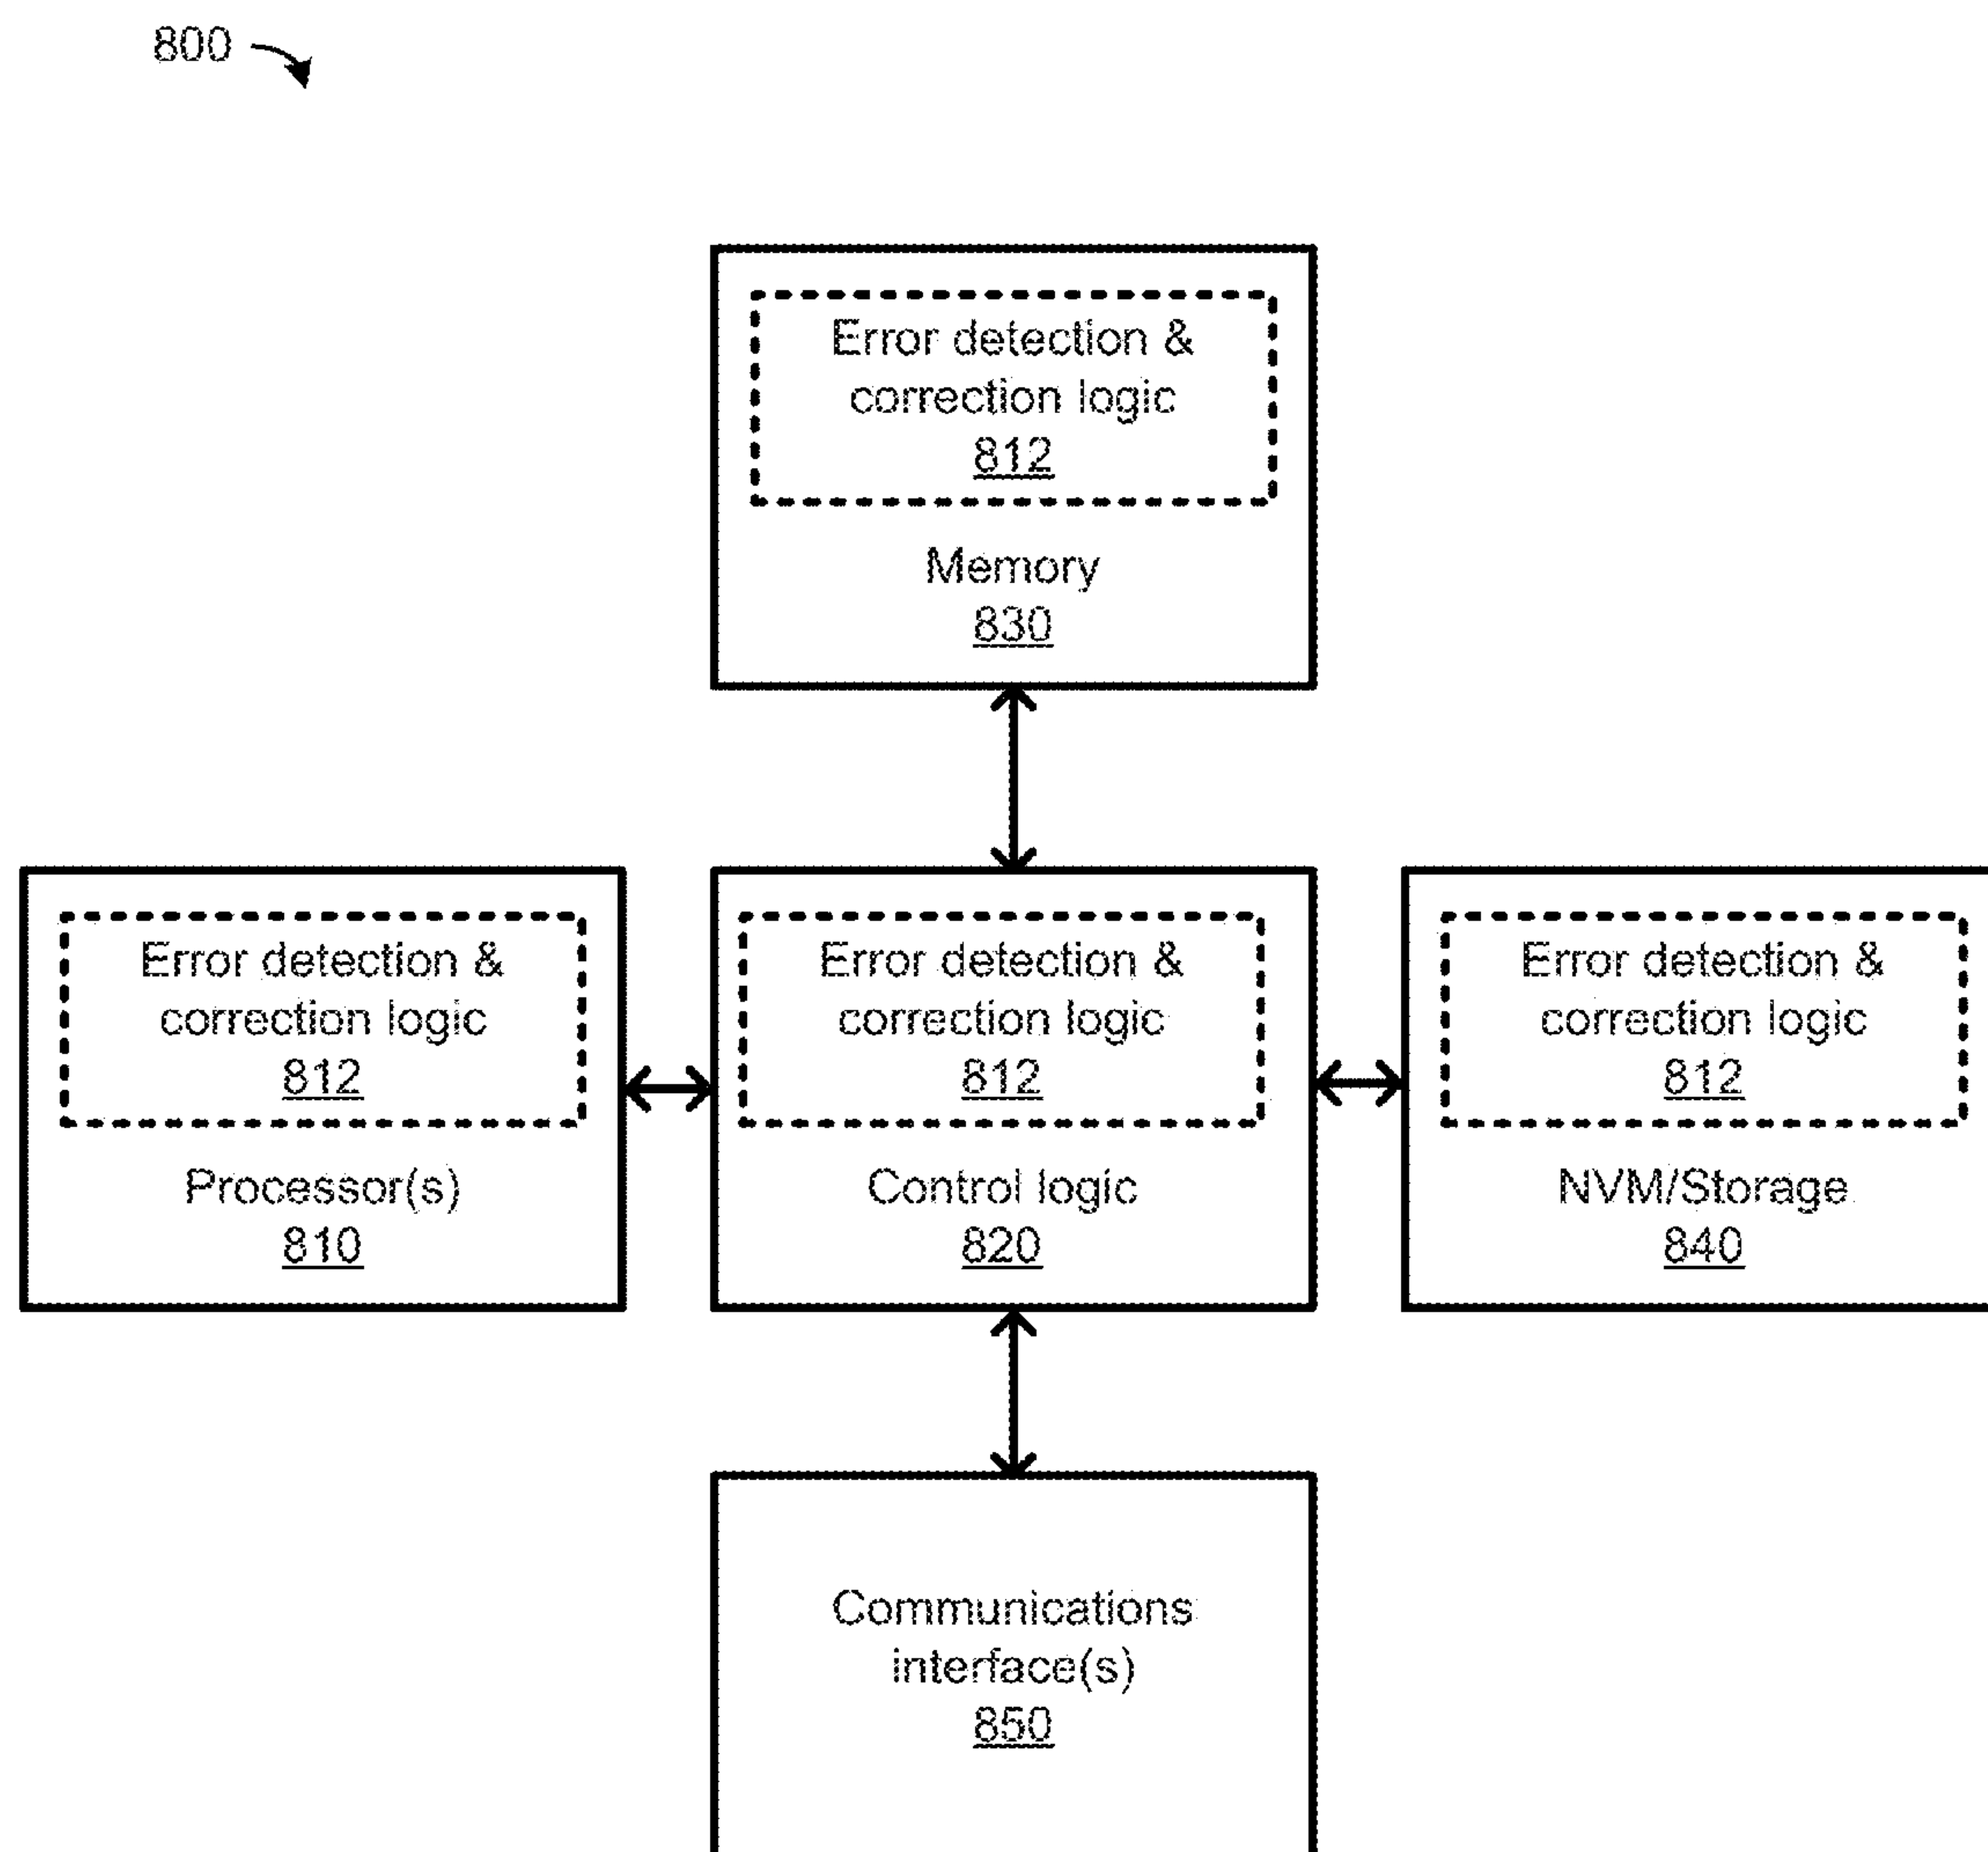 800
Error detection &
correction logic
812
Memory
830
Error detection &
correction logic
812
Processor(s)
810
Error detection &
correction logic
812
Control logic
820
Error detection &
correction logic
812
NVM/Storage
840
Communications
interface(s)
850